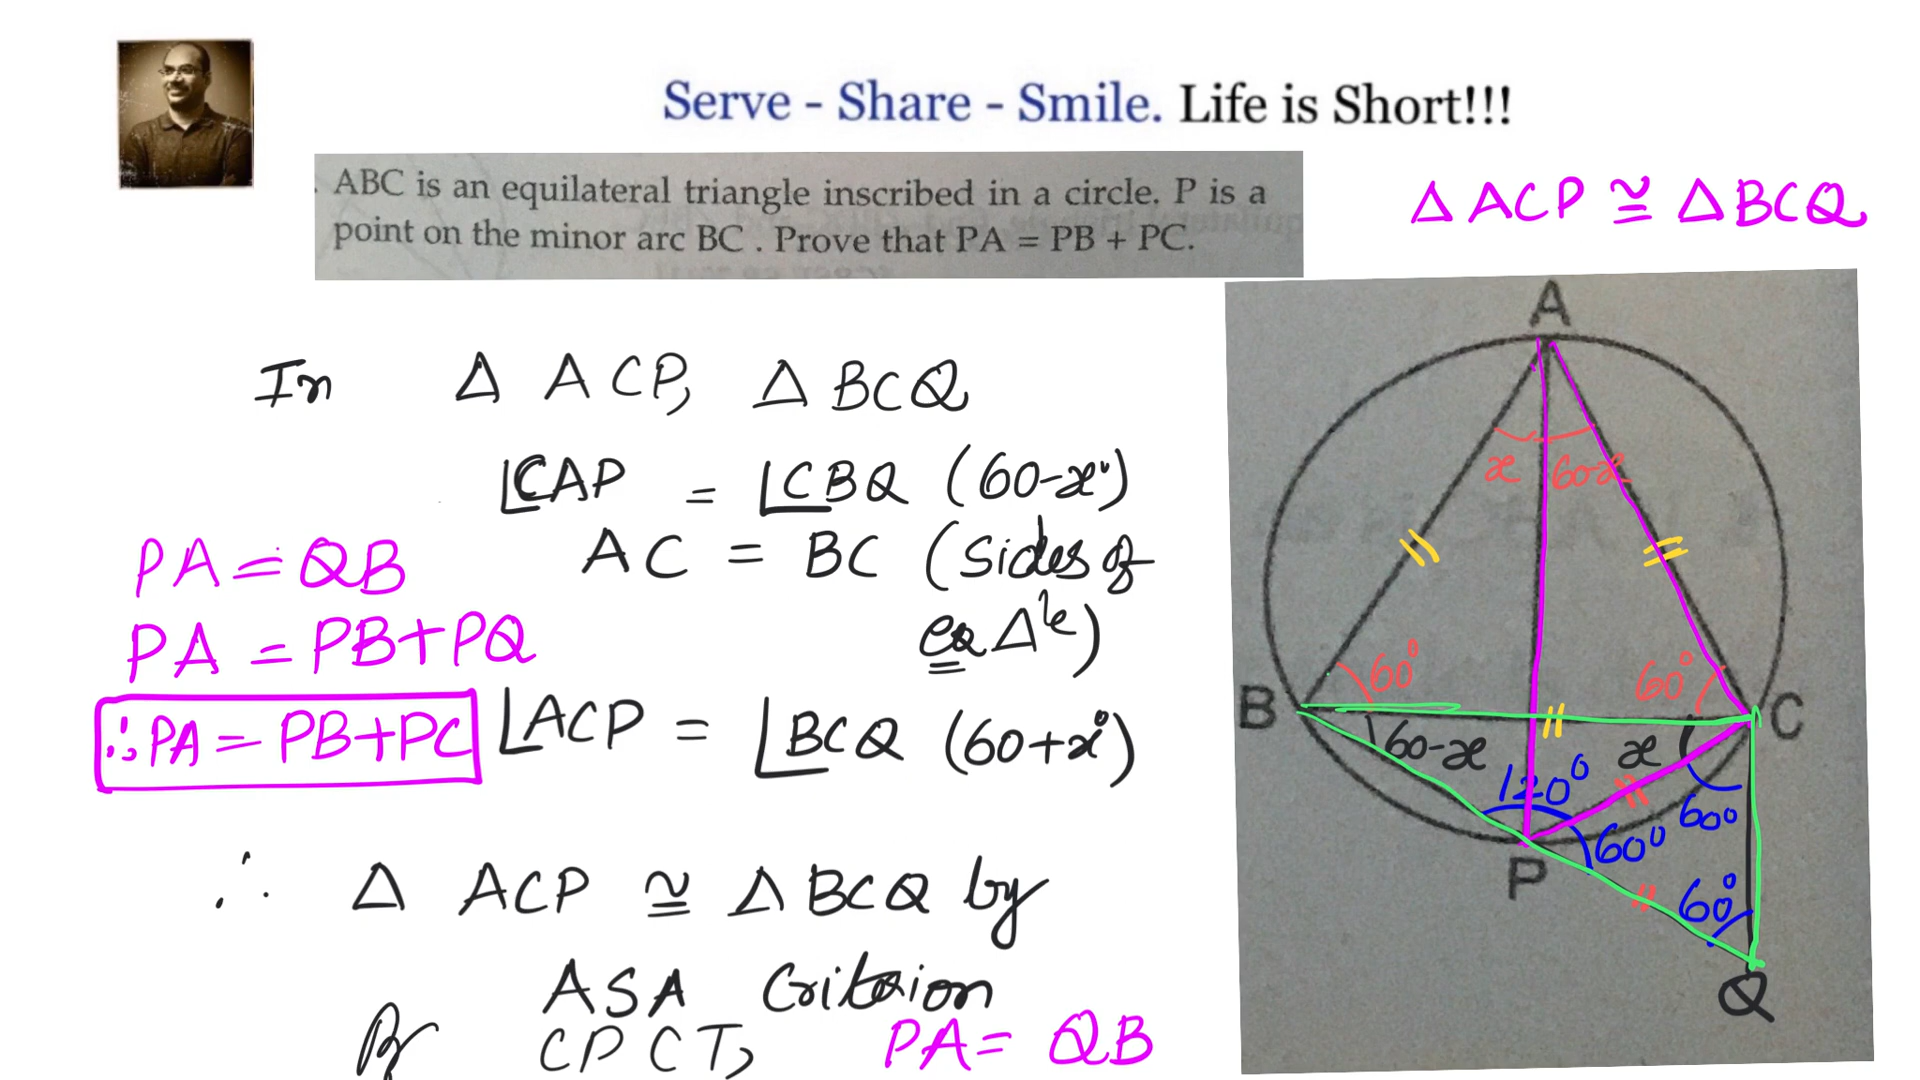 Serve - Share - Smile. Life is Short!!!
ABC is an equilateral triangle inscribed in a circle. P is a
point on the minor arc BC . Prove that PA = PB + PC.
Δ ACP ≅ Δ BCQ
In Δ ACP, Δ BCQ
∠CAP = ∠CBQ (60-x°)
AC = BC (Sides of
eq Δle)
∠ACP = ∠BCQ (60+x°)
PA = QB
PA = PB+PQ
∴ PA = PB+PC
∴ Δ ACP ≅ Δ BCQ by
ASA Criterion
By CPCT, PA = QB
A
x 60-x
60° 60°
B C
60-x x
120° 60°
60°
P
60°
Q